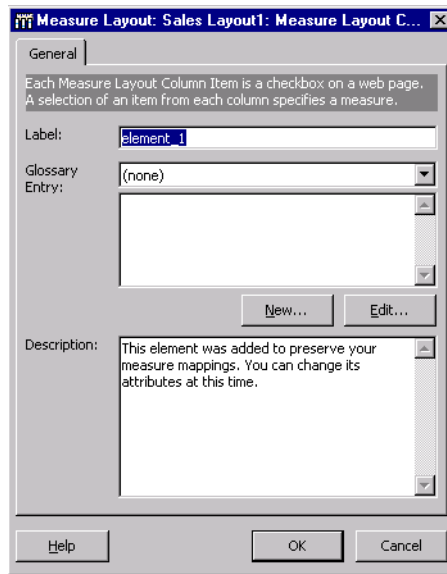 Measure Layout: Sales Layout1: Measure Layout C...
General
Each Measure Layout Column Item is a checkbox on a web page.
A selection of an item from each column specifies a measure.
Label:
element_1
Glossary
Entry:
(none)
New...
Edit...
Description:
This element was added to preserve your
measure mappings. You can change its
attributes at this time.
Help
OK
Cancel